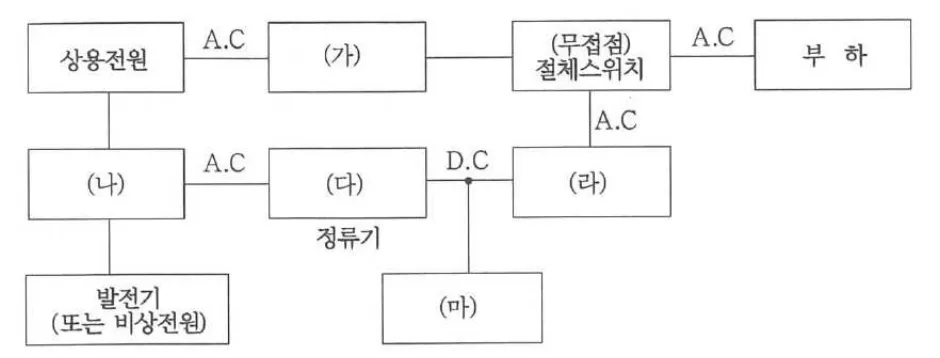 상용전원
A.C
(가)
(무접점)
절체스위치
A.C
부 하
A.C
(나)
A.C
(다)
D.C
(라)
정류기
발전기
(또는 비상전원)
(마)